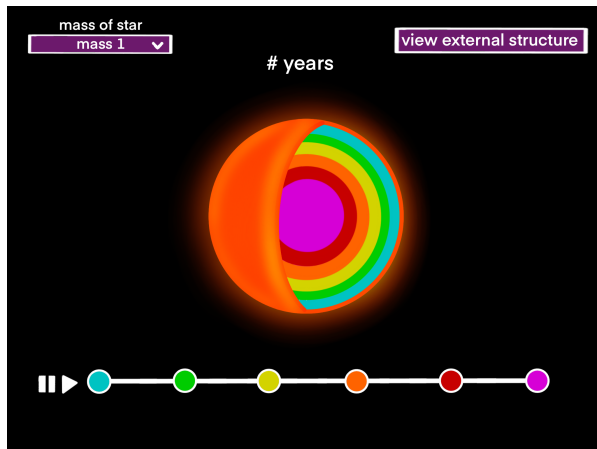 mass of star
mass 1
view external structure
# years